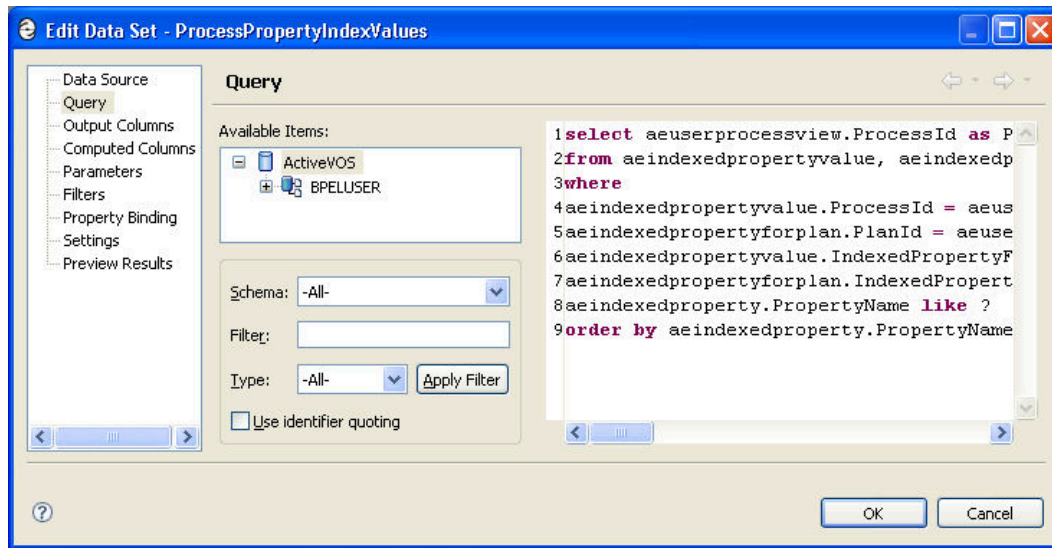 Edit Data Set - ProcessPropertyIndexValues
Data Source
Query
Output Columns
Computed Columns
Parameters
Filters
Property Binding
Settings
Preview Results
Query
Available Items:
ActiveVOS
BPELUSER
Schema: -All-
Filter:
Type: -All- Apply Filter
Use identifier quoting
1select aeuserprocessview.ProcessId as P
2from aeindexedpropertyvalue, aeindexedp
3where
4aeindexedpropertyvalue.ProcessId = aeus
5aeindexedpropertyforplan.PlanId = aeuse
6aeindexedpropertyvalue.IndexedPropertyF
7aeindexedpropertyforplan.IndexedPropert
8aeindexedproperty.PropertyName like ?
9order by aeindexedproperty.PropertyName
OK Cancel